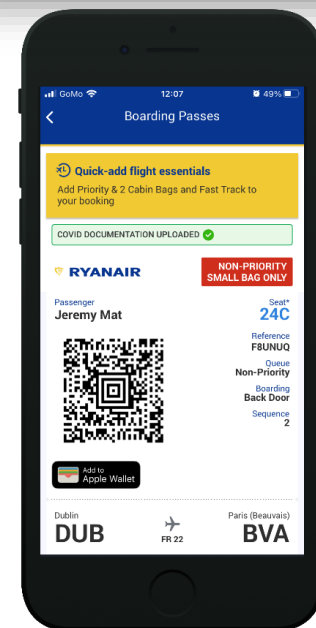 GoMo 12:07 49%
Boarding Passes
Quick-add flight essentials
Add Priority & 2 Cabin Bags and Fast Track to
your booking
COVID DOCUMENTATION UPLOADED
RYANAIR
NON-PRIORITY
SMALL BAG ONLY
Passenger
Jeremy Mat
Seat*
24C
Reference
F8UNUQ
Queue
Non-Priority
Boarding
Back Door
Sequence
2
Add to
Apple Wallet
Dublin
DUB
FR 22
Paris (Beauvais)
BVA